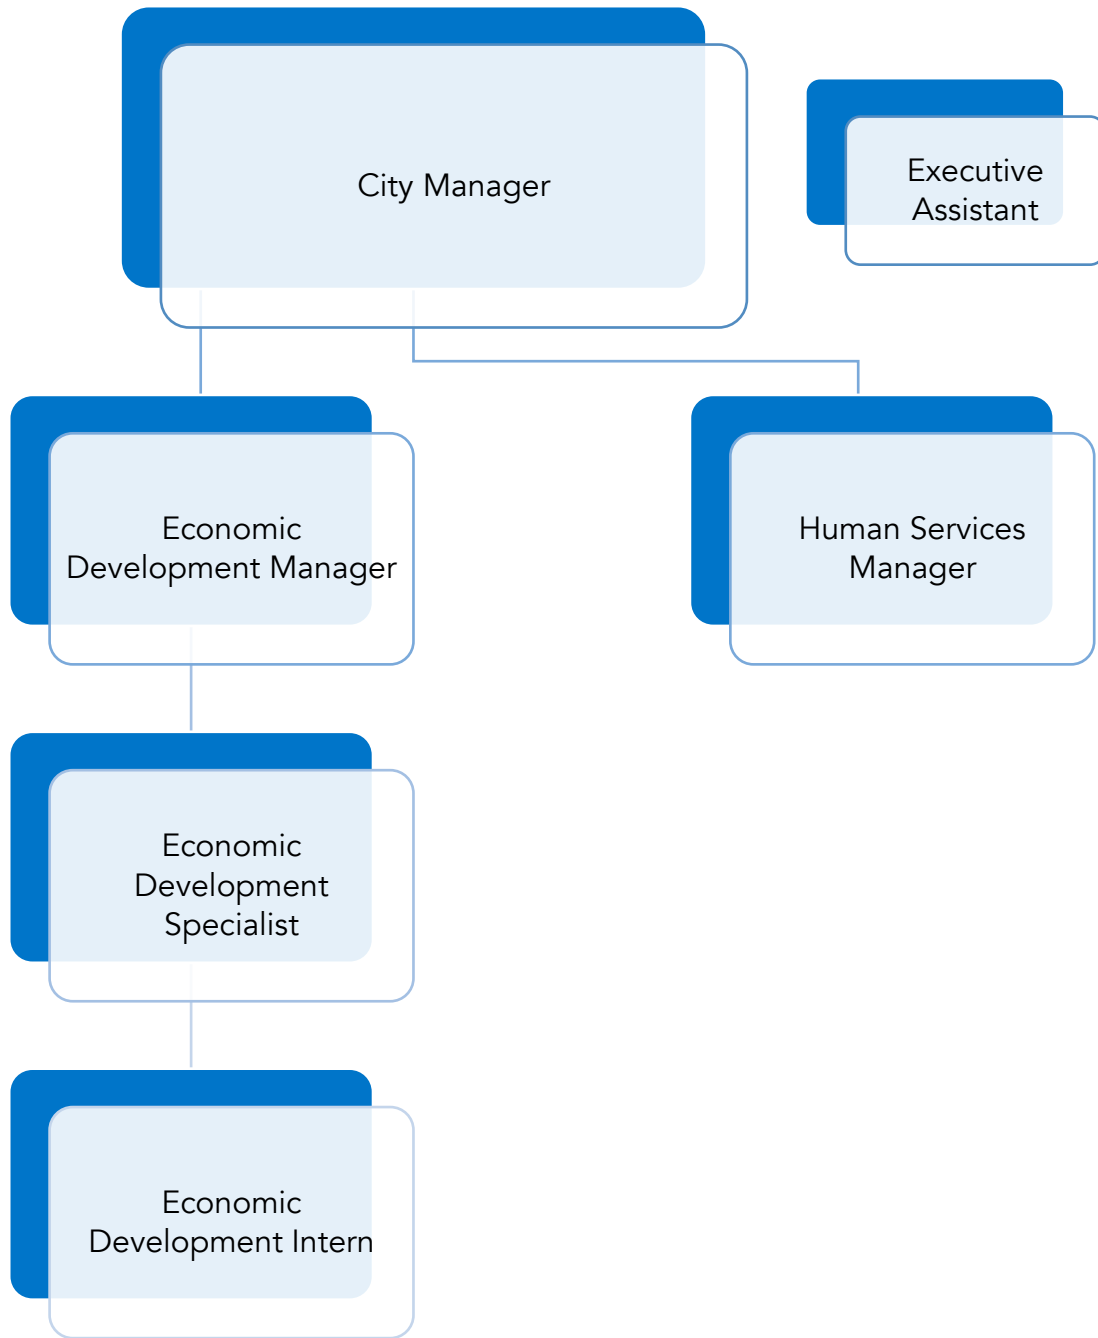 City Manager
Executive
Assistant
Economic
Development Manager
Human Services
Manager
Economic
Development
Specialist
Economic
Development Intern